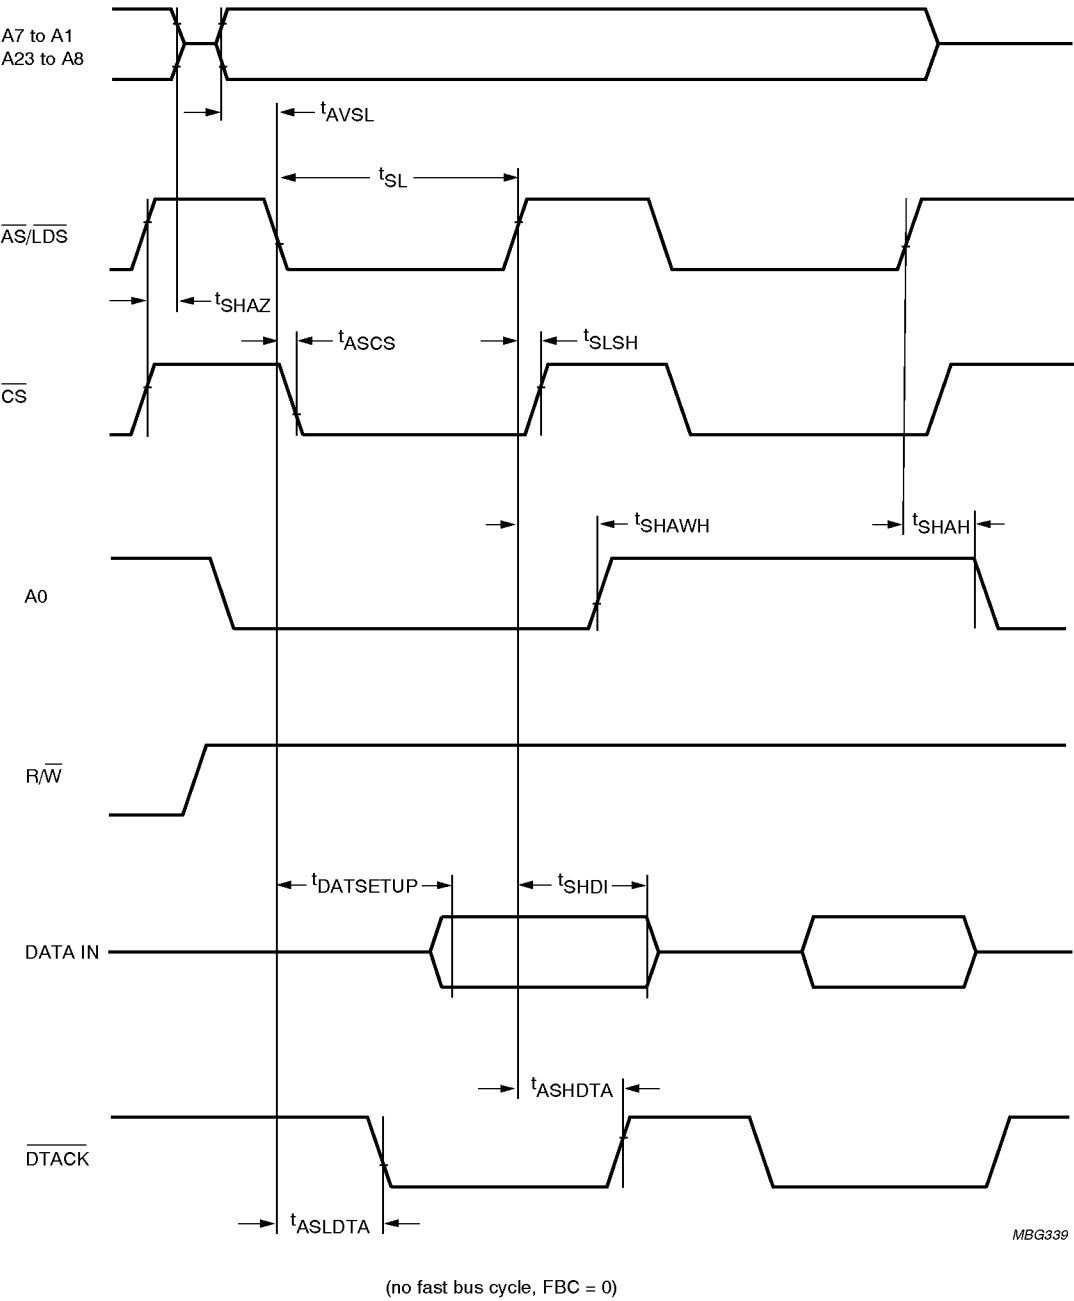 A7 to A1
A23 to A8
tAVSL
tSL
AS/LDS
tSHAZ
tASCS
tSLSH
CS
tSHAWH
tSHAH
A0
R/W
tDATSETUP
tSHDI
DATA IN
tASHDTA
DTACK
tASLDTA
MBG339
(no fast bus cycle, FBC = 0)